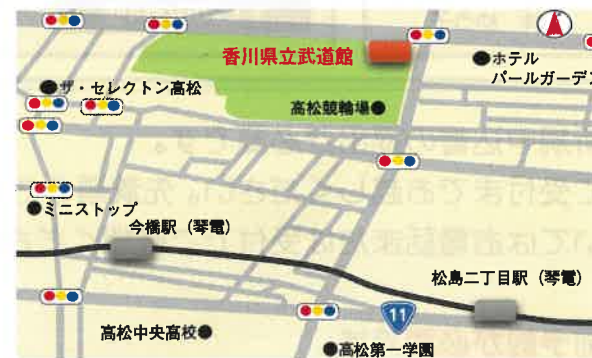 香川県立武道館
ホテル
パールガーデン
ザ・セレクトン高松
高松競輪場
ミニストップ
今橋駅（琴電）
松島二丁目駅（琴電）
11
高松中央高校
高松第一学園